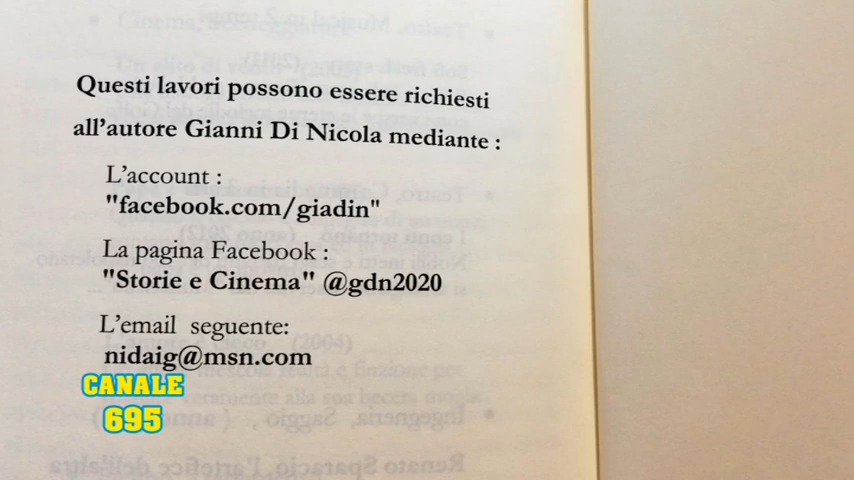 Questi lavori possono essere richiesti
all'autore Gianni Di Nicola mediante :
L'account :
"facebook.com/giadin"
La pagina Facebook :
"Storie e Cinema" @gdn2020
L'email seguente:
nidaig@msn.com
CANALE
695